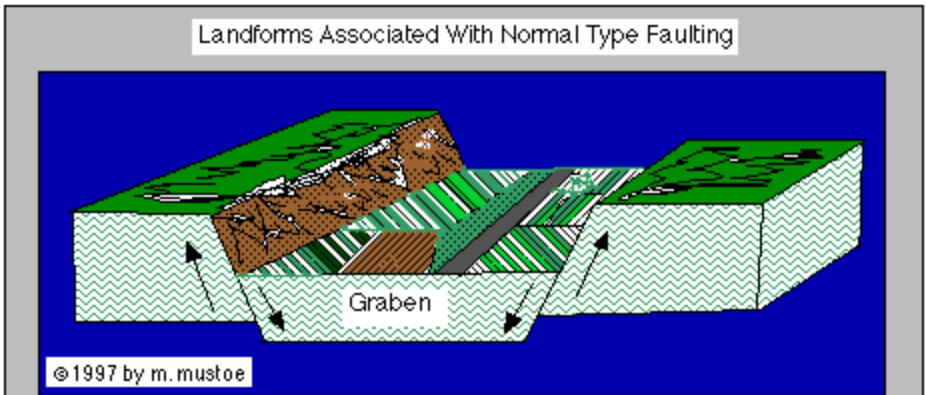 Landforms Associated With Normal Type Faulting
Graben
©1997 by m. mustoe